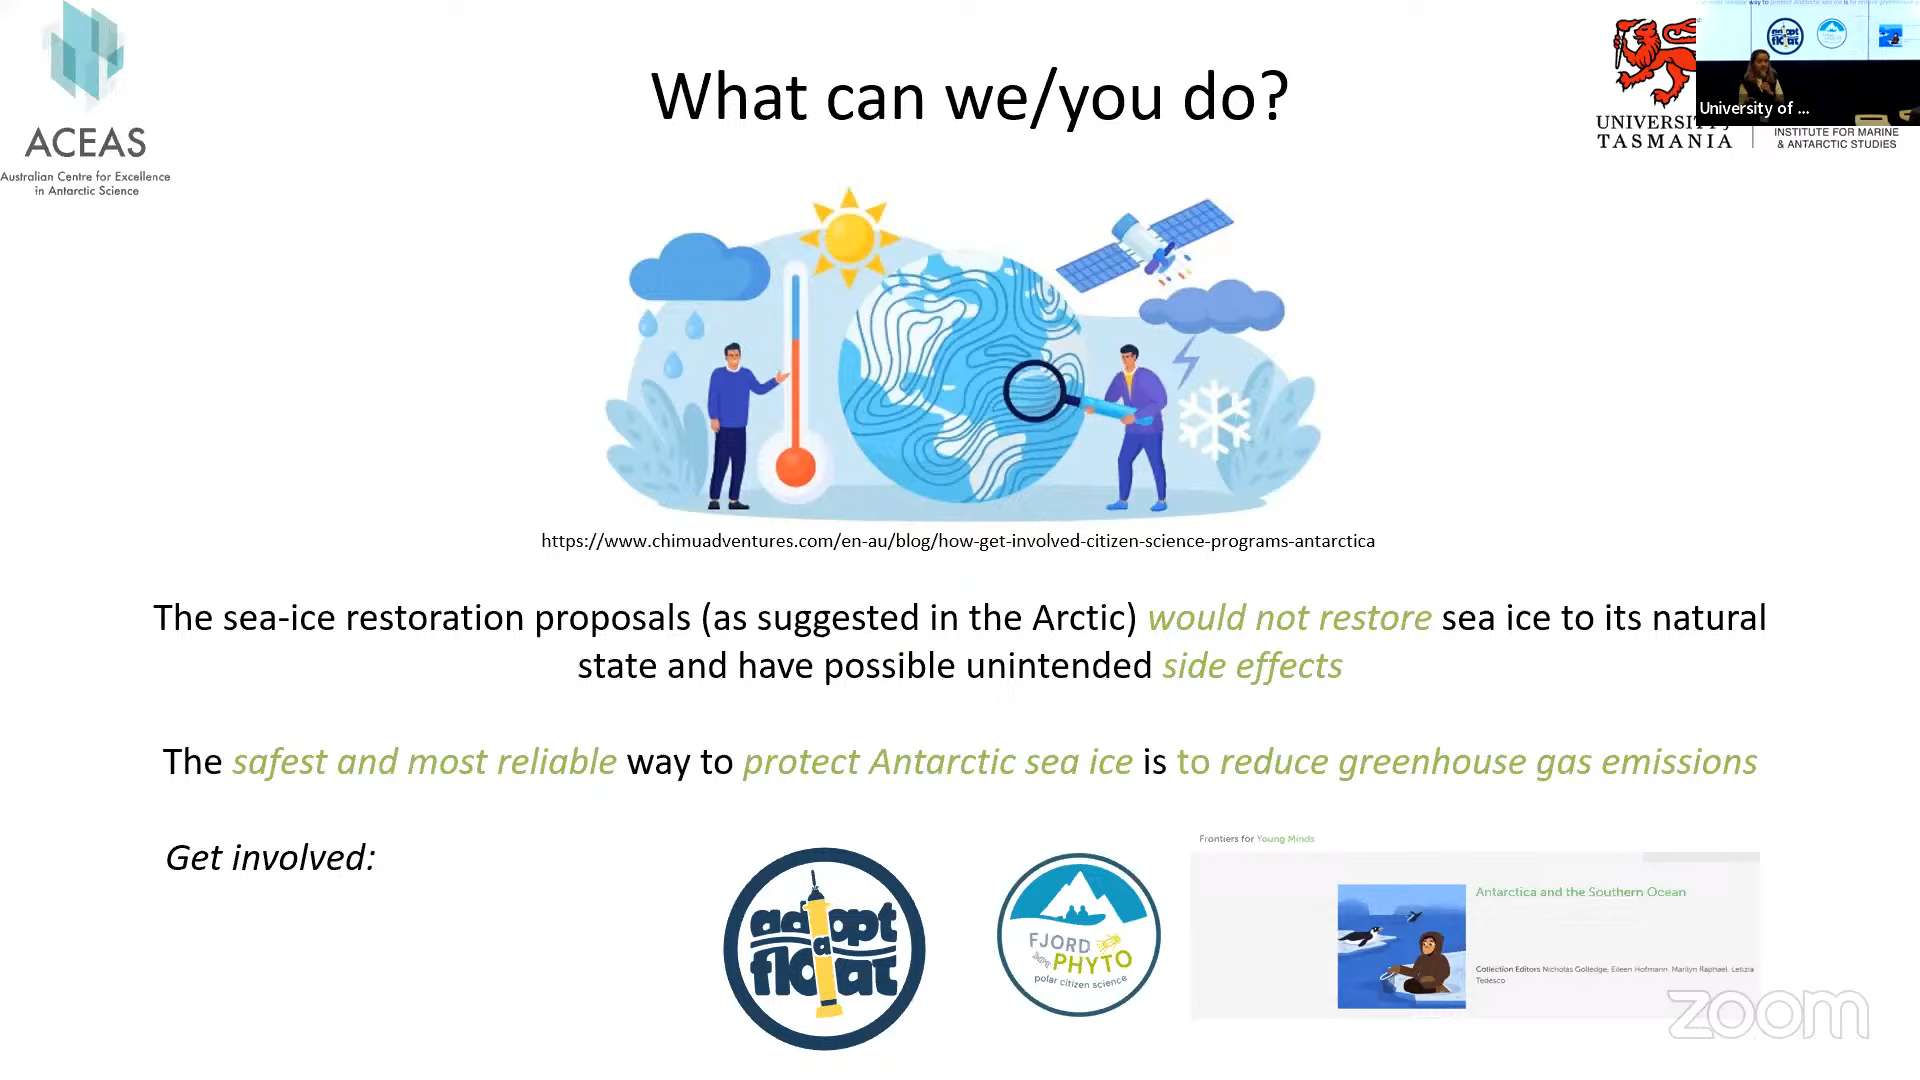 ACEAS
Australian Centre for Excellence
in Antarctic Science
What can we/you do?
University of ...
TASMANIA
INSTITUTE FOR MARINE
& ANTARCTIC STUDIES
https://www.chimuadventures.com/en-au/blog/how-get-involved-citizen-science-programs-antarctica
The sea-ice restoration proposals (as suggested in the Arctic) would not restore sea ice to its natural
state and have possible unintended side effects
The safest and most reliable way to protect Antarctic sea ice is to reduce greenhouse gas emissions
Get involved:
adopt
a
float
FJORD
PHYTO
polar citizen science
Frontiers for Young Minds
Antarctica and the Southern Ocean
Collection Editors Nicholas Golledge, Eileen Hofmann, Marilyn Raphael, Letizia
Tedesco
zoom